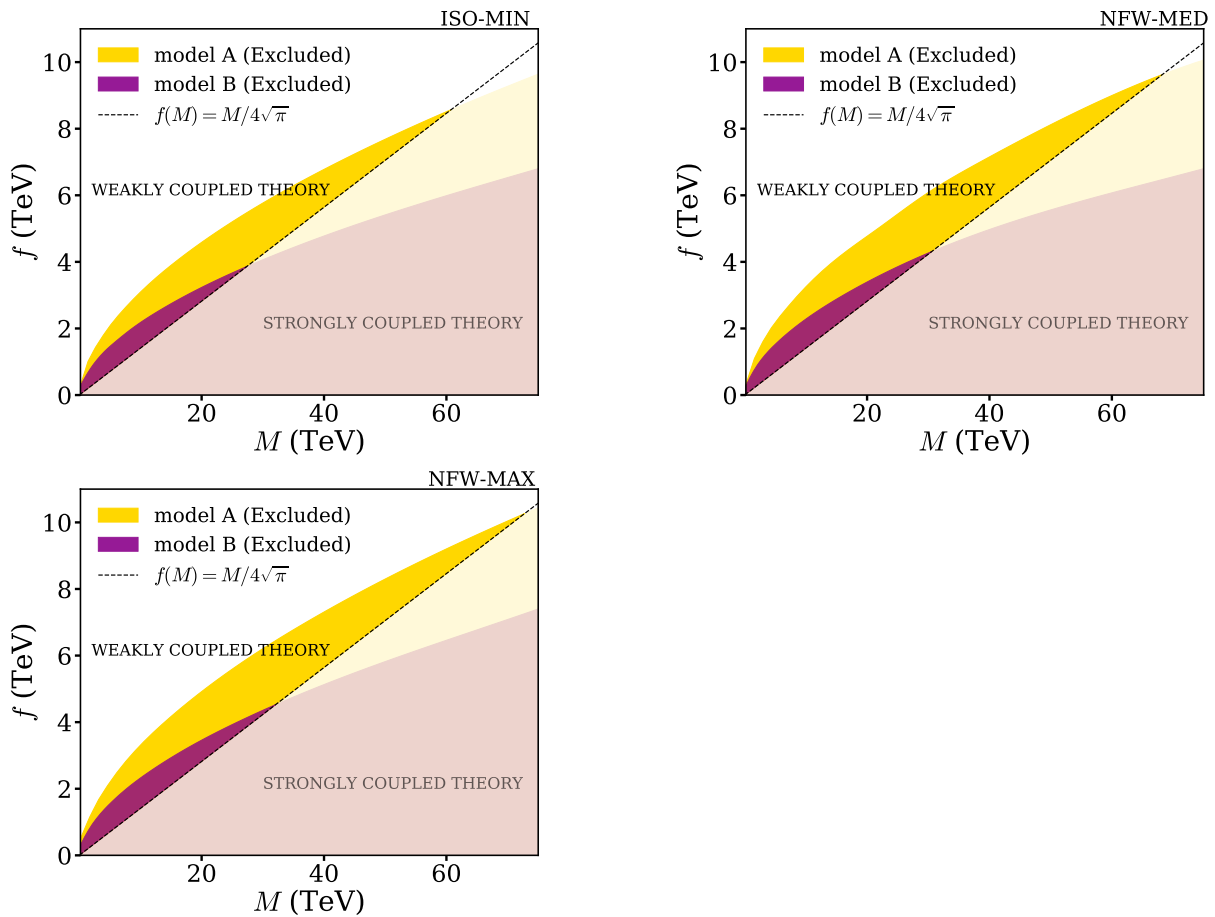 ISO-MIN
model A (Excluded)
model B (Excluded)
f(M) = M/4√π
WEAKLY COUPLED THEORY
STRONGLY COUPLED THEORY
10
8
6
4
2
0
f (TeV)
20 40 60
M (TeV)
NFW-MED
model A (Excluded)
model B (Excluded)
f(M) = M/4√π
WEAKLY COUPLED THEORY
STRONGLY COUPLED THEORY
10
8
6
4
2
0
f (TeV)
20 40 60
M (TeV)
NFW-MAX
model A (Excluded)
model B (Excluded)
f(M) = M/4√π
WEAKLY COUPLED THEORY
STRONGLY COUPLED THEORY
10
8
6
4
2
0
f (TeV)
20 40 60
M (TeV)